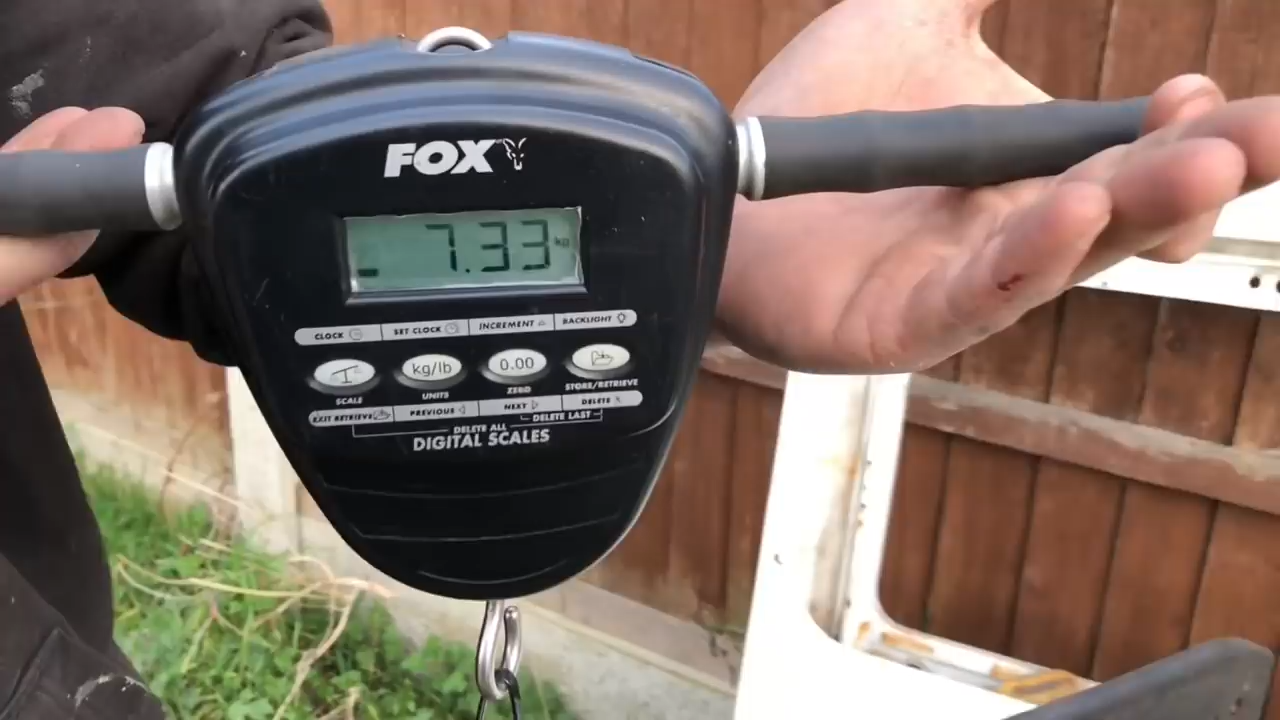 FOX
7.33 kg
CLOCK SET CLOCK INCREMENT BACKLIGHT
kg/lb 0.00
SCALE UNITS ZERO STORE/RETRIEVE
EXIT RETRIEVE PREVIOUS NEXT DELETE
DELETE LAST
DELETE ALL
DIGITAL SCALES